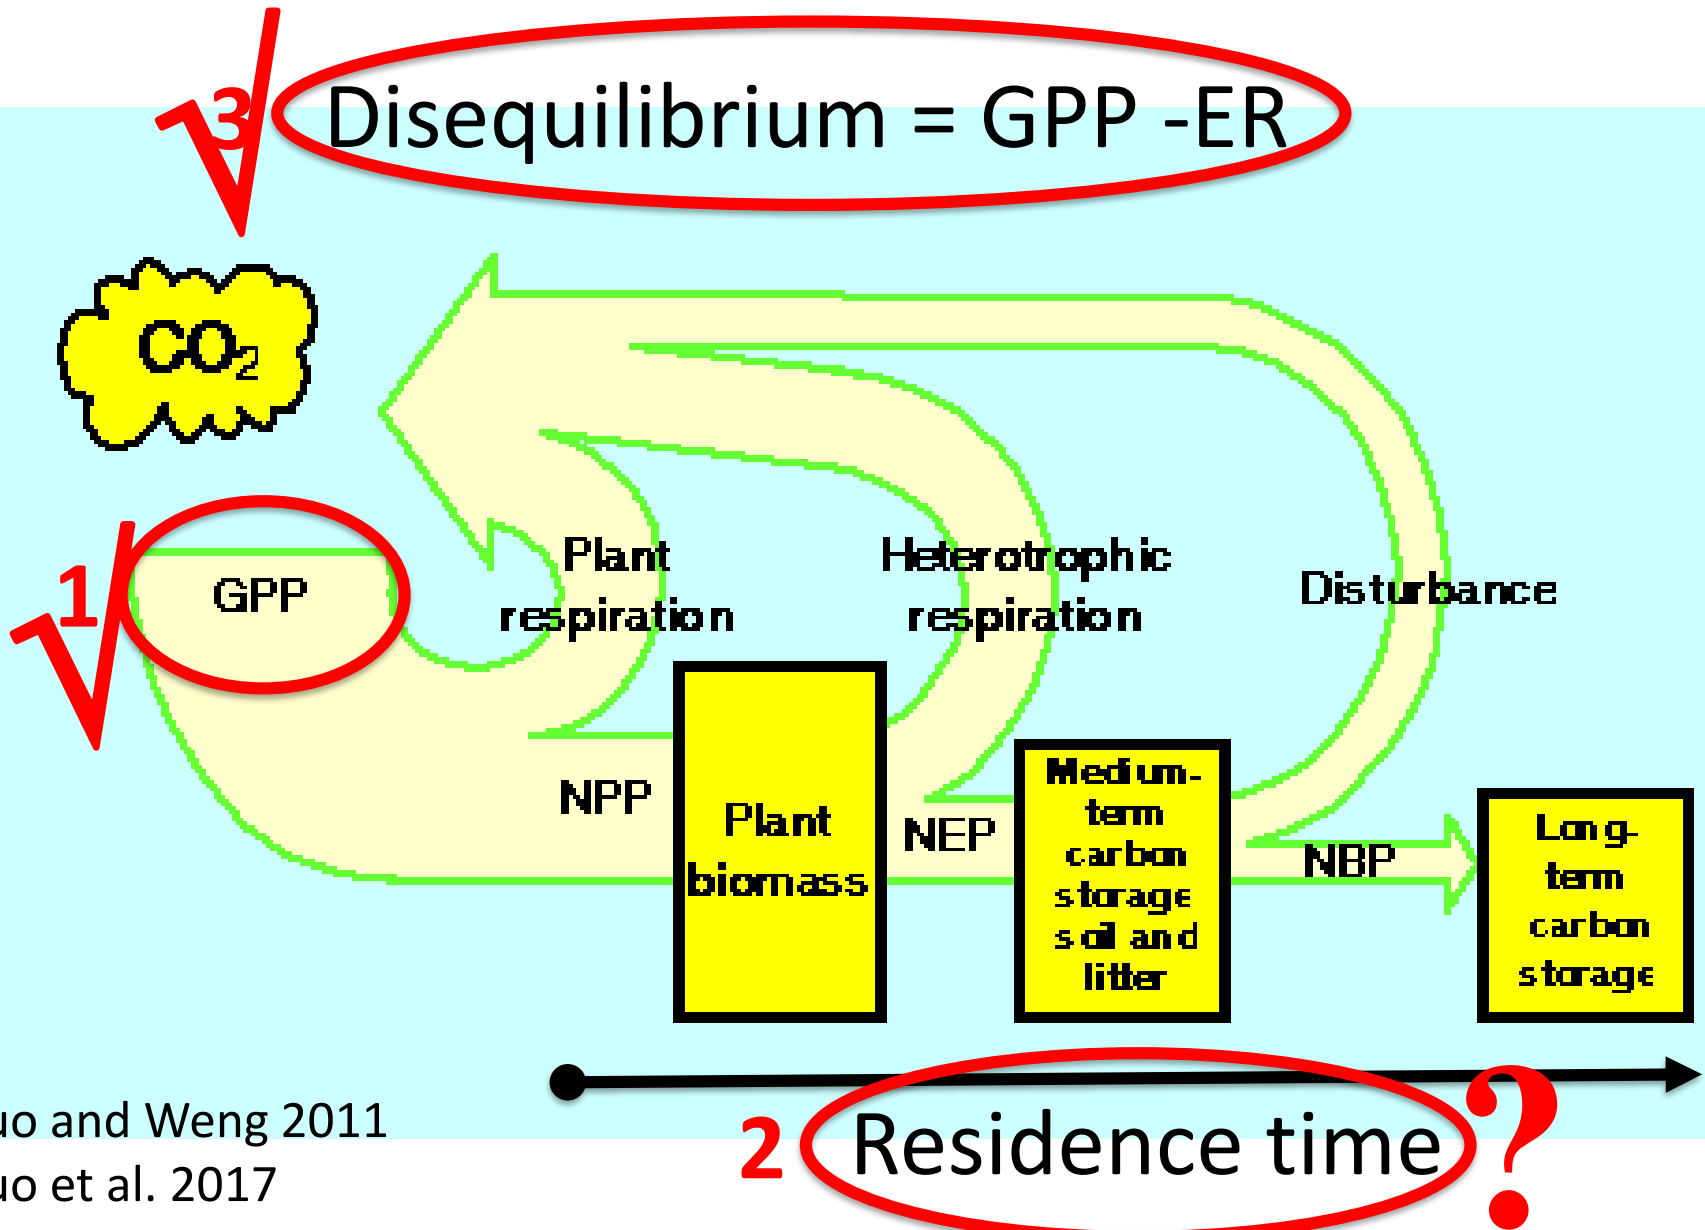 3 Disequilibrium = GPP -ER
CO₂
1 GPP
Plant
respiration
Heterotrophic
respiration
Disturbance
NPP
Plant
biomass
NEP
Medium-
term
carbon
storage
soil and
litter
NBP
Long-
term
carbon
storage
2 Residence time ?
uo and Weng 2011
uo et al. 2017